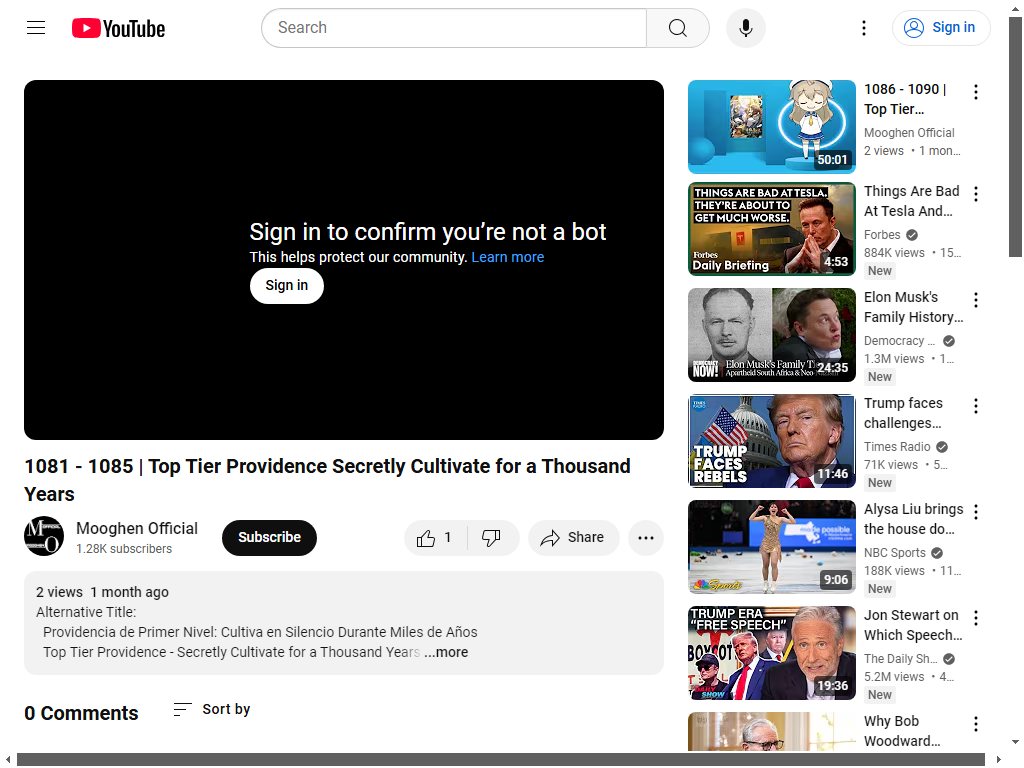 YouTube
Search
Sign in
Sign in to confirm you're not a bot
This helps protect our community. Learn more
Sign in
1081 - 1085 | Top Tier Providence Secretly Cultivate for a Thousand
Years
Mooghen Official
1.28K subscribers
Subscribe
1
Share
2 views 1 month ago
Alternative Title:
Providencia de Primer Nivel: Cultiva en Silencio Durante Miles de Años
Top Tier Providence - Secretly Cultivate for a Thousand Years ...more
0 Comments
Sort by
50:01
1086 - 1090 |
Top Tier...
Mooghen Official
2 views • 1 mon...
THINGS ARE BAD AT TESLA.
THEY'RE ABOUT TO
GET MUCH WORSE.
Forbes
Daily Briefing
4:53
Things Are Bad
At Tesla And...
Forbes
884K views • 15...
New
DEMOCRACY
NOW!
Elon Musk's Family
Apartheid South Africa & Neo
24:35
Elon Musk's
Family History...
Democracy ...
1.3M views • 1...
New
TIMES
RADIO
TRUMP
FACES
REBELS
11:46
Trump faces
challenges...
Times Radio
71K views • 5...
New
made possible
NBC Sports
9:06
Alysa Liu brings
the house do...
NBC Sports
188K views • 11...
New
TRUMP ERA
"FREE SPEECH"
BOYCOT
THE DAILY
SHOW
19:36
Jon Stewart on
Which Speech...
The Daily Sh...
5.2M views • 4...
New
Why Bob
Woodward...